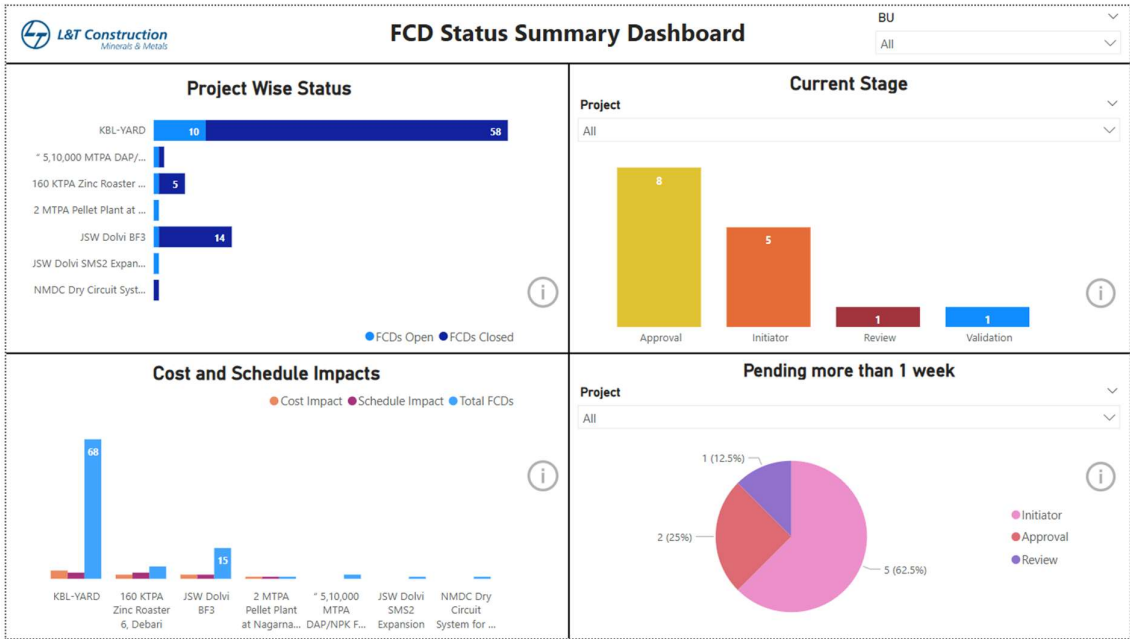 L&T Construction
Minerals & Metals
FCD Status Summary Dashboard
BU
All
Project Wise Status
KBL-YARD
10
58
" 5,10,000 MTPA DAP/...
160 KTPA Zinc Roaster ...
5
2 MTPA Pellet Plant at ...
JSW Dolvi BF3
14
JSW Dolvi SMS2 Expan...
NMDC Dry Circuit Syst...
FCDs Open
FCDs Closed
Current Stage
Project
All
8
5
1
1
Approval
Initiator
Review
Validation
Cost and Schedule Impacts
Cost Impact
Schedule Impact
Total FCDs
68
15
KBL-YARD
160 KTPA
Zinc Roaster
6, Debari
JSW Dolvi
BF3
2 MTPA
Pellet Plant
at Nagarna...
" 5,10,000
MTPA
DAP/NPK F...
JSW Dolvi
SMS2
Expansion
NMDC Dry
Circuit
System for ...
Pending more than 1 week
Project
All
1 (12.5%)
2 (25%)
5 (62.5%)
Initiator
Approval
Review